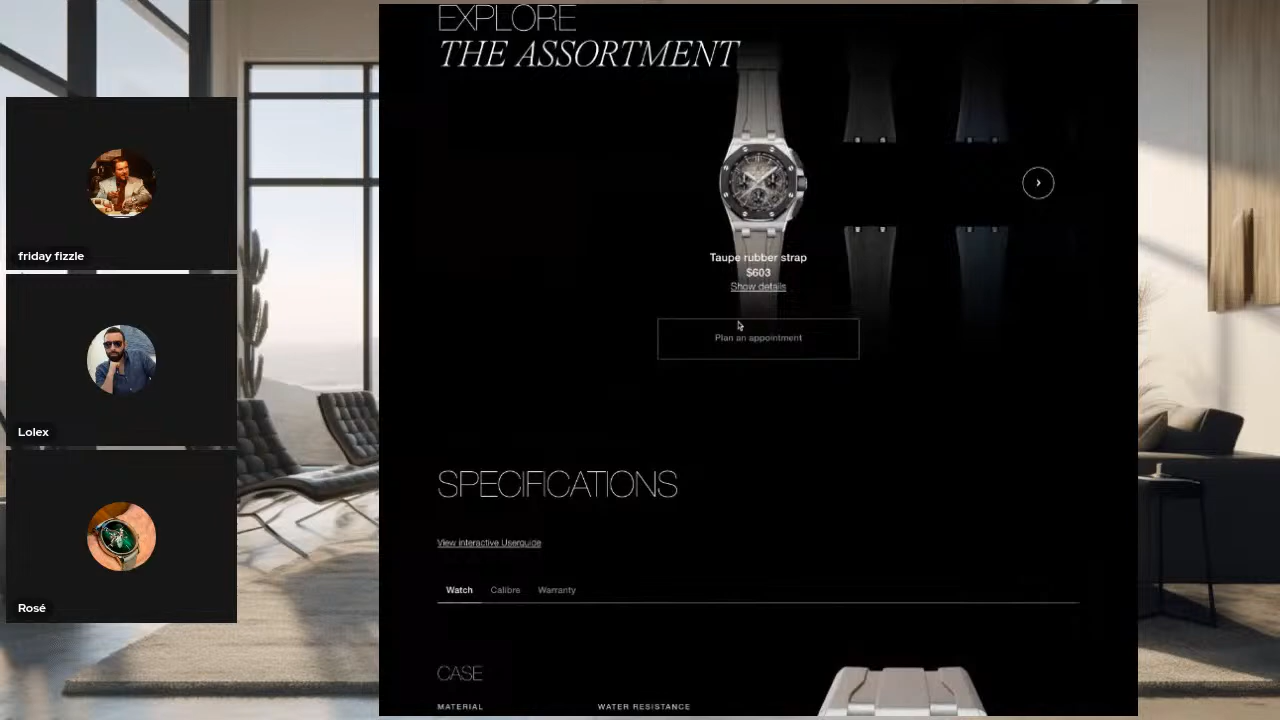 EXPLORE
THE ASSORTMENT
Taupe rubber strap
$603
Show details
Plan an appointment
friday fizzle
Lolex
Rosé
SPECIFICATIONS
View interactive Userguide
Watch Calibre Warranty
CASE
MATERIAL WATER RESISTANCE